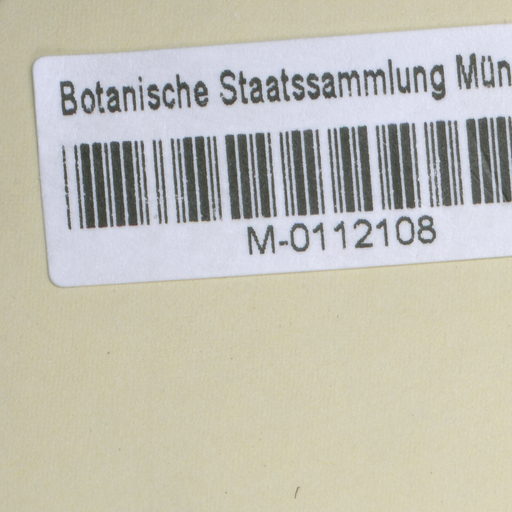 Botanische Staatssammlung Mün
M-0112108